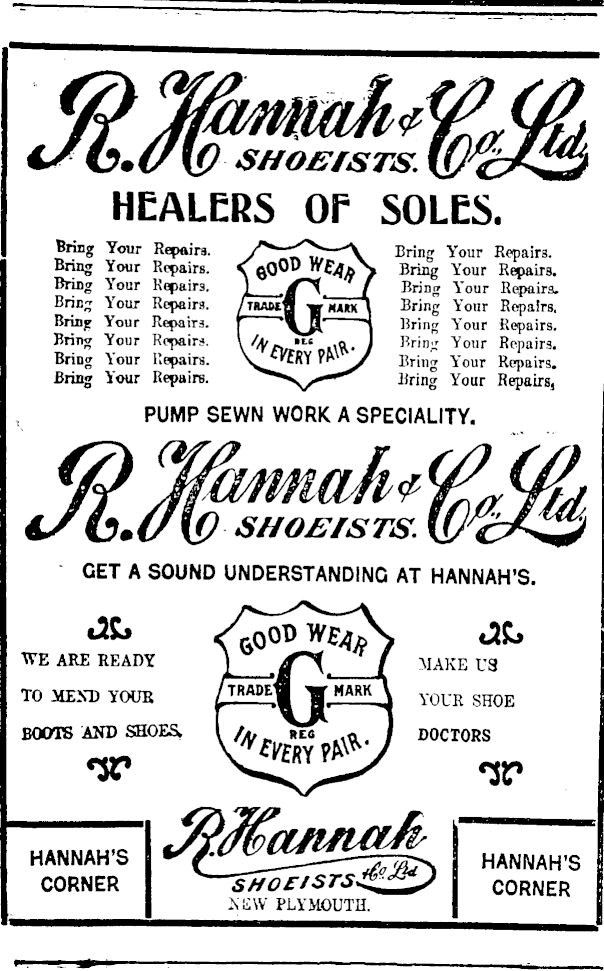 R. Hannah & Co., Ltd.
SHOEISTS.
HEALERS OF SOLES.
Bring Your Repairs.
Bring Your Repairs.
Bring Your Repairs.
Bring Your Repairs.
Bring Your Repairs.
Bring Your Repairs.
Bring Your Repairs.
Bring Your Repairs.
GOOD WEAR
TRADE G MARK
REG
IN EVERY PAIR.
Bring Your Repairs.
Bring Your Repairs.
Bring Your Repairs.
Bring Your Repairs.
Bring Your Repairs.
Bring Your Repairs.
Bring Your Repairs.
Bring Your Repairs,
PUMP SEWN WORK A SPECIALITY.
R. Hannah & Co., Ltd.
SHOEISTS.
GET A SOUND UNDERSTANDING AT HANNAH'S.
WE ARE READY
TO MEND YOUR
BOOTS AND SHOES.
GOOD WEAR
TRADE G MARK
REG
IN EVERY PAIR.
MAKE US
YOUR SHOE
DOCTORS
HANNAH'S
CORNER
R. Hannah
& Co. Ltd
SHOEISTS
NEW PLYMOUTH.
HANNAH'S
CORNER